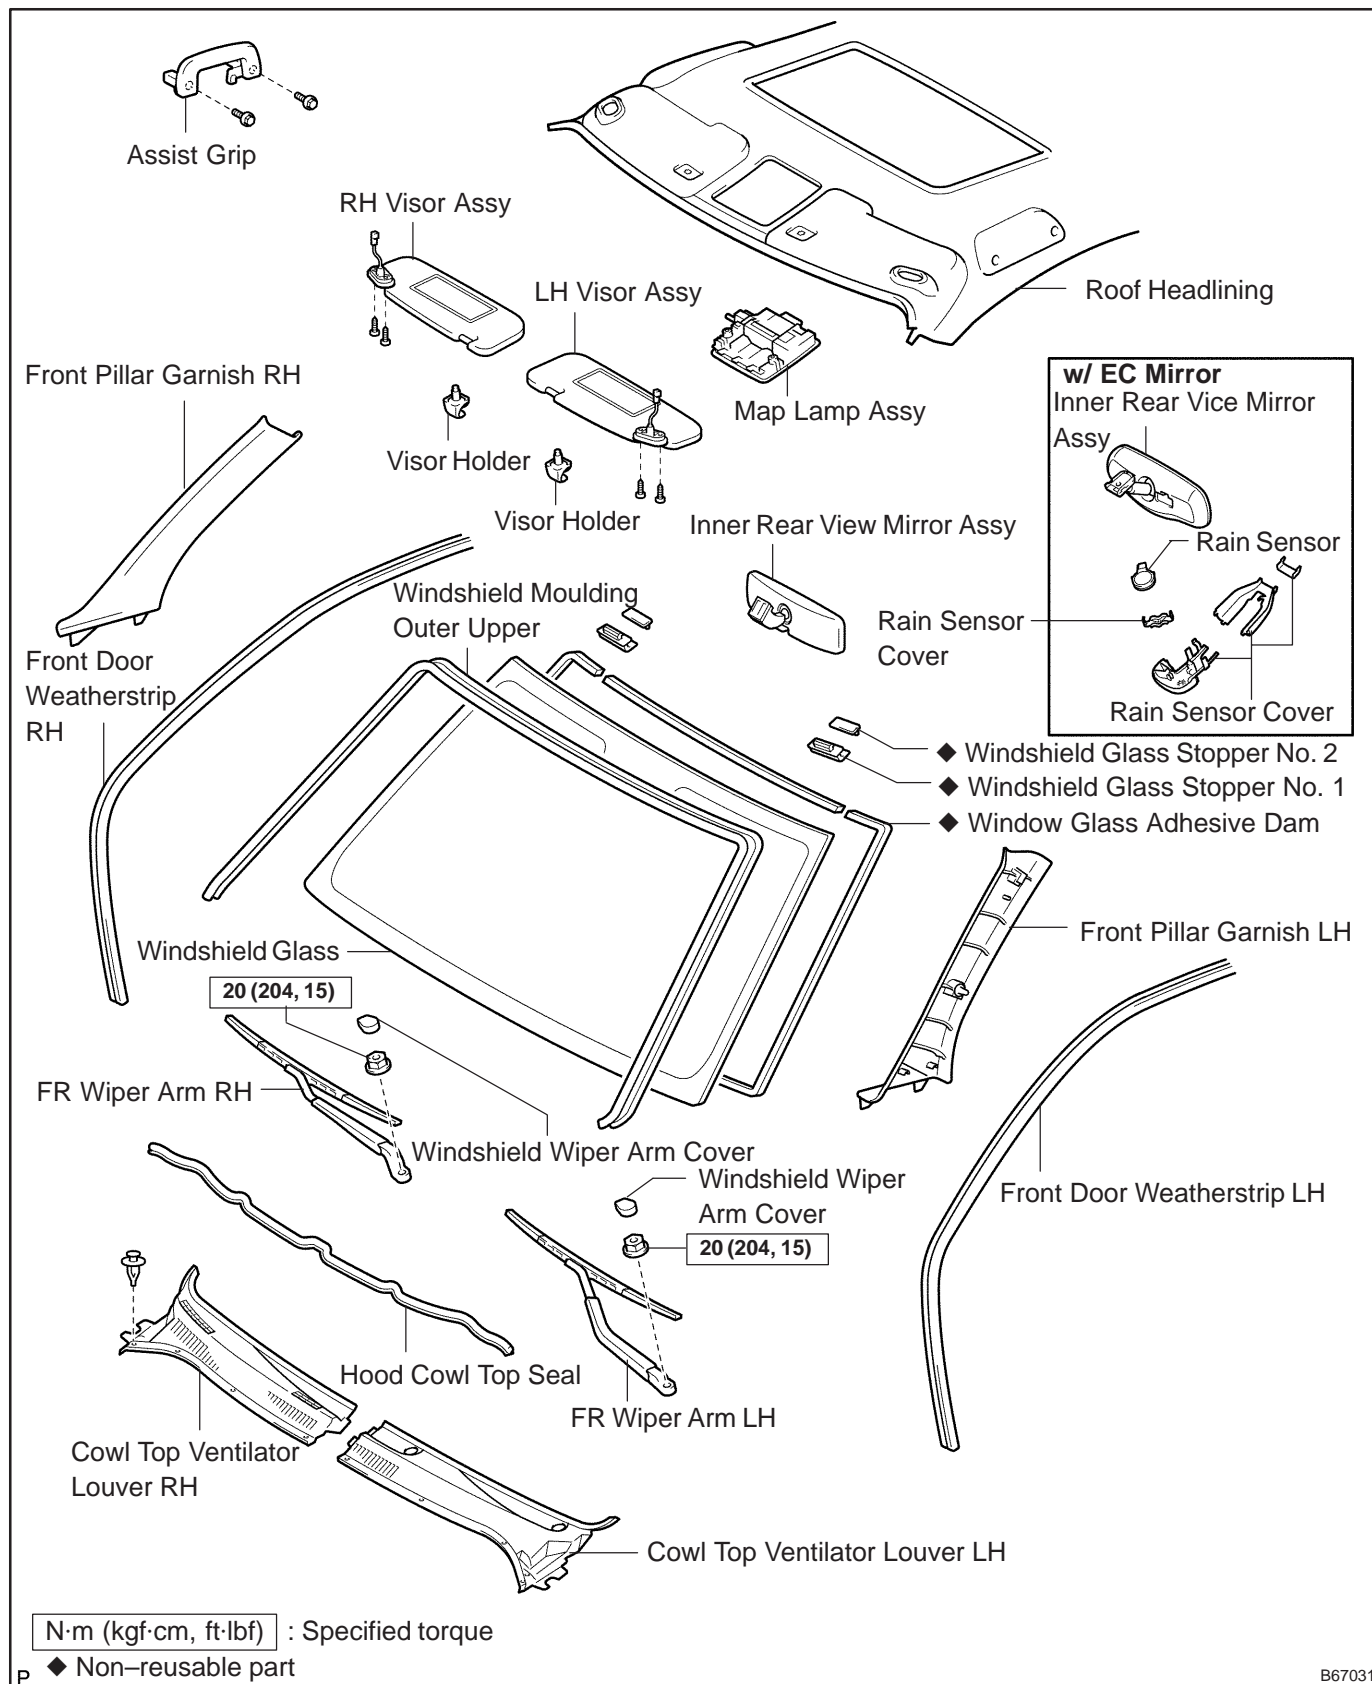 Assist Grip
RH Visor Assy
LH Visor Assy
Roof Headlining
Front Pillar Garnish RH
w/ EC Mirror
Inner Rear Vice Mirror
Assy
Map Lamp Assy
Visor Holder
Visor Holder
Inner Rear View Mirror Assy
Rain Sensor
Windshield Moulding
Outer Upper
Rain Sensor
Cover
Front Door
Weatherstrip
RH
Rain Sensor Cover
◆ Windshield Glass Stopper No. 2
◆ Windshield Glass Stopper No. 1
◆ Window Glass Adhesive Dam
Front Pillar Garnish LH
Windshield Glass
20 (204, 15)
FR Wiper Arm RH
Windshield Wiper Arm Cover
Windshield Wiper
Arm Cover
Front Door Weatherstrip LH
20 (204, 15)
Hood Cowl Top Seal
FR Wiper Arm LH
Cowl Top Ventilator
Louver RH
Cowl Top Ventilator Louver LH
N·m (kgf·cm, ft·lbf) : Specified torque
◆ Non–reusable part
P
B67031